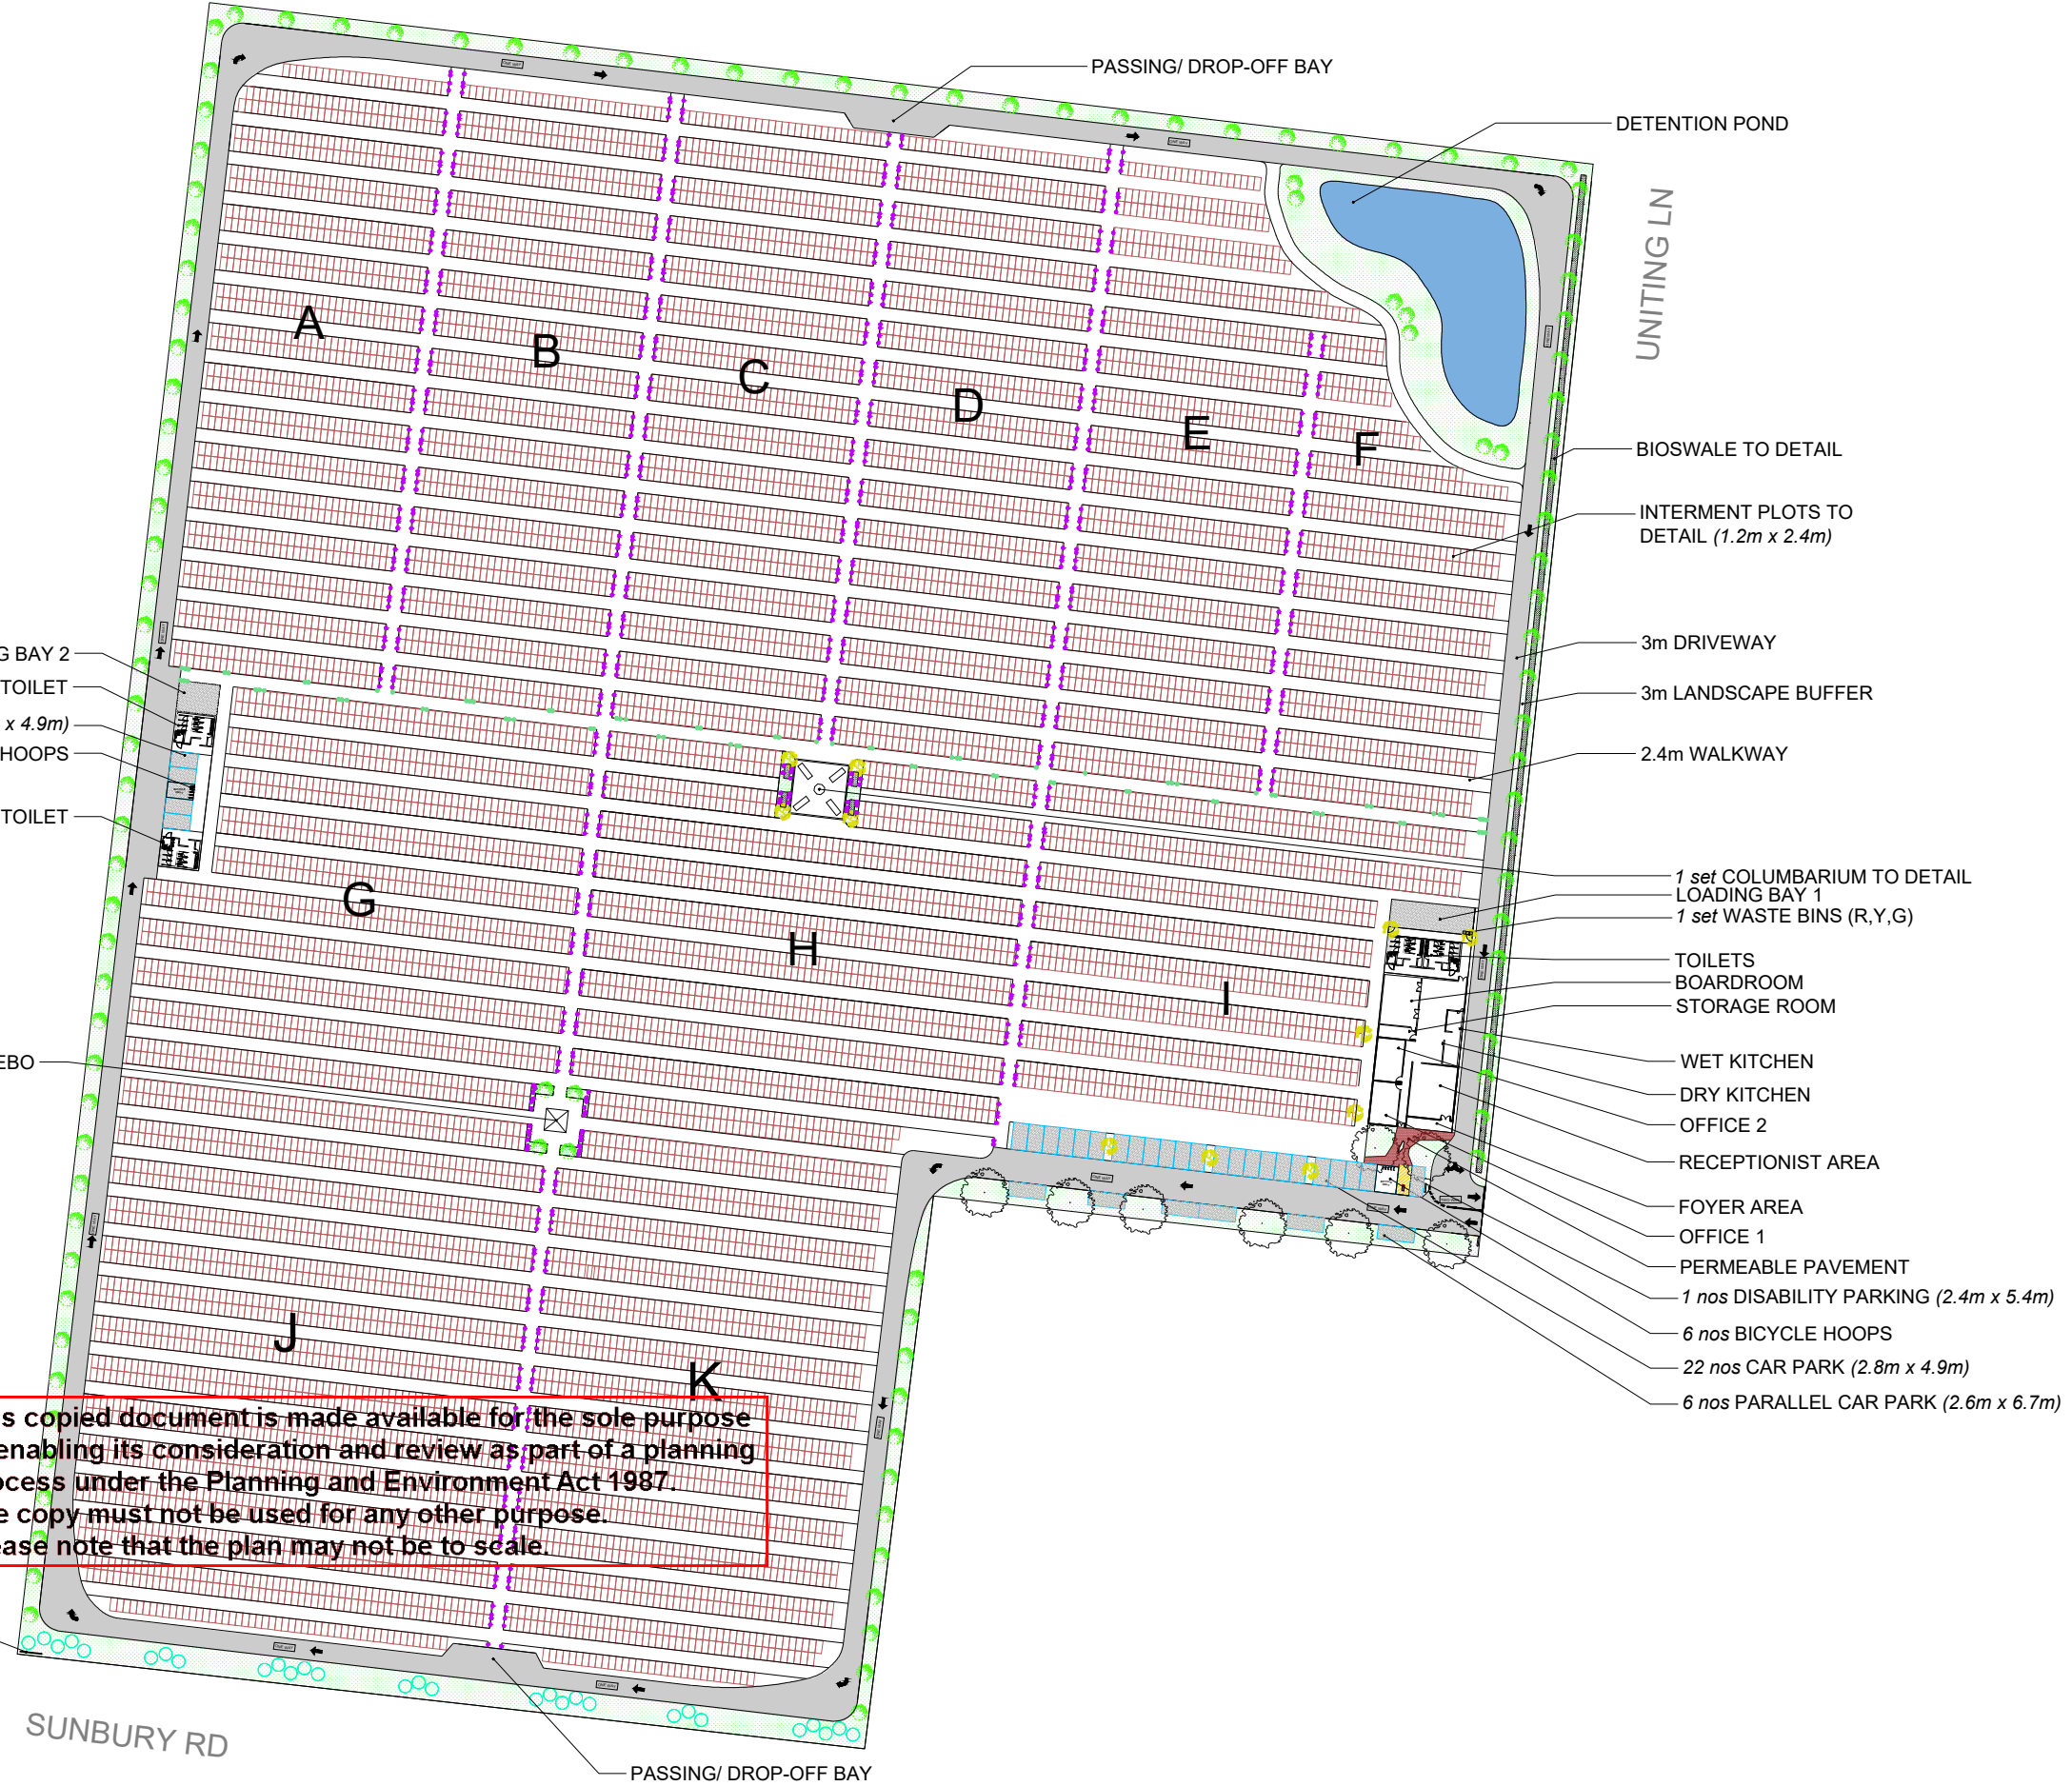 PASSING/ DROP-OFF BAY
DETENTION POND
UNITING LN
A
B
C
D
E
F
BIOSWALE TO DETAIL
INTERMENT PLOTS TO
DETAIL (1.2m x 2.4m)
3m DRIVEWAY
3m LANDSCAPE BUFFER
2.4m WALKWAY
G BAY 2
TOILET
x 4.9m)
HOOPS
TOILET
1 set COLUMBARIUM TO DETAIL
LOADING BAY 1
1 set WASTE BINS (R,Y,G)
G
H
I
TOILETS
BOARDROOM
STORAGE ROOM
EBO
WET KITCHEN
DRY KITCHEN
OFFICE 2
RECEPTIONIST AREA
FOYER AREA
OFFICE 1
PERMEABLE PAVEMENT
1 nos DISABILITY PARKING (2.4m x 5.4m)
6 nos BICYCLE HOOPS
22 nos CAR PARK (2.8m x 4.9m)
6 nos PARALLEL CAR PARK (2.6m x 6.7m)
J
K
s copied document is made available for the sole purpose
enabling its consideration and review as part of a planning
ocess under the Planning and Environment Act 1987.
e copy must not be used for any other purpose.
ease note that the plan may not be to scale.
SUNBURY RD
PASSING/ DROP-OFF BAY